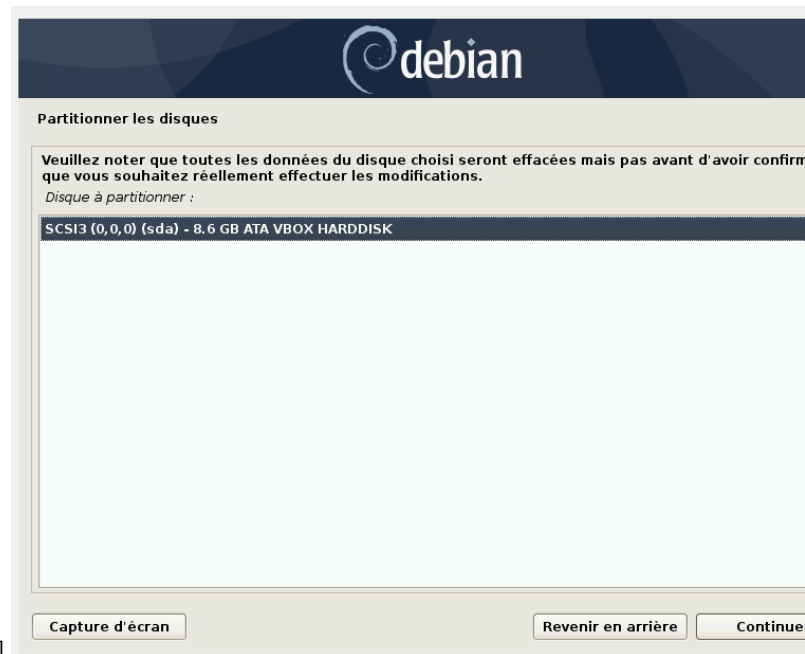 debian
Partitionner les disques
Veuillez noter que toutes les données du disque choisi seront effacées mais pas avant d'avoir confirm
que vous souhaitez réellement effectuer les modifications.
Disque à partitionner :
SCSI3 (0,0,0) (sda) - 8.6 GB ATA VBOX HARDDISK
Capture d'écran
Revenir en arrière
Continue